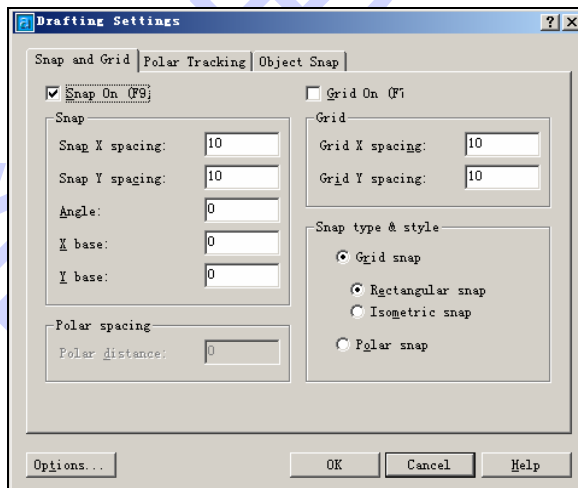 Drafting Settings
Snap and Grid
Polar Tracking
Object Snap
Snap On (F9)
Grid On (F7
Snap
Snap X spacing: 10
Snap Y spacing: 10
Angle: 0
X base: 0
Y base: 0
Polar spacing
Polar distance: 0
Grid
Grid X spacing: 10
Grid Y spacing: 10
Snap type & style
Grid snap
Rectangular snap
Isometric snap
Polar snap
Options...
OK
Cancel
Help